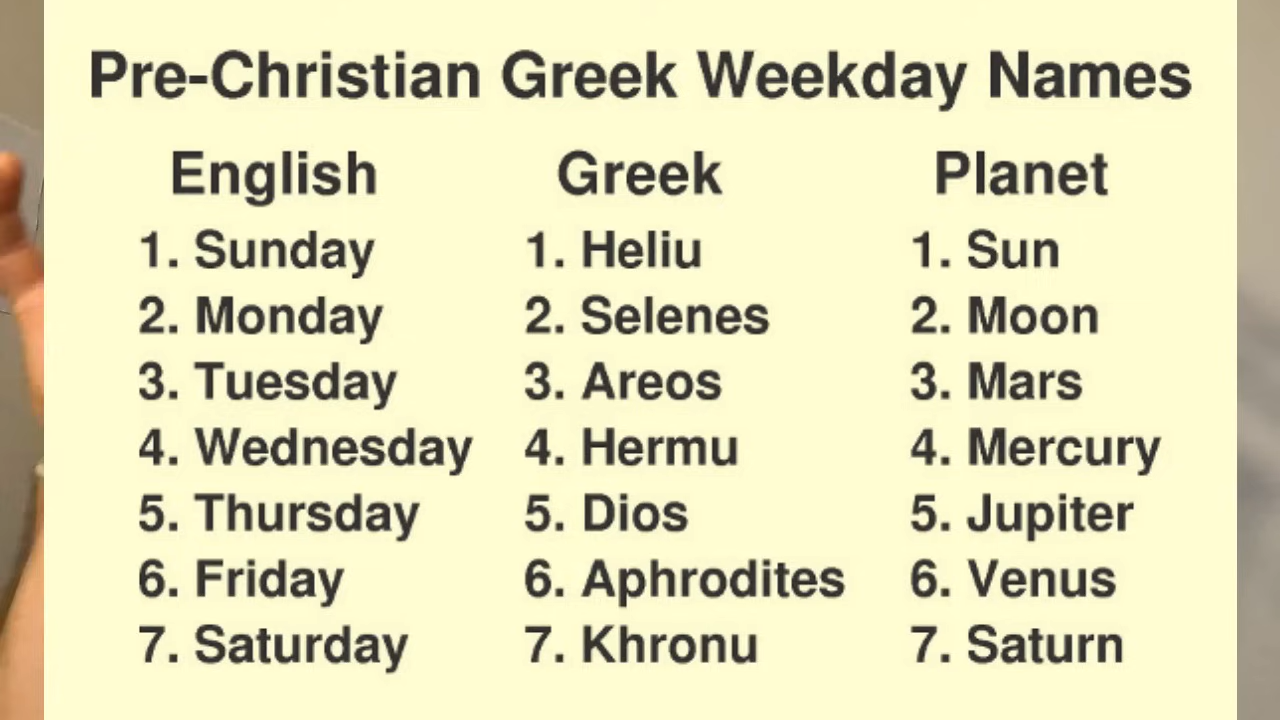 Pre-Christian Greek Weekday Names
English Greek Planet
1. Sunday 1. Heliu 1. Sun
2. Monday 2. Selenes 2. Moon
3. Tuesday 3. Areos 3. Mars
4. Wednesday 4. Hermu 4. Mercury
5. Thursday 5. Dios 5. Jupiter
6. Friday 6. Aphrodites 6. Venus
7. Saturday 7. Khronu 7. Saturn